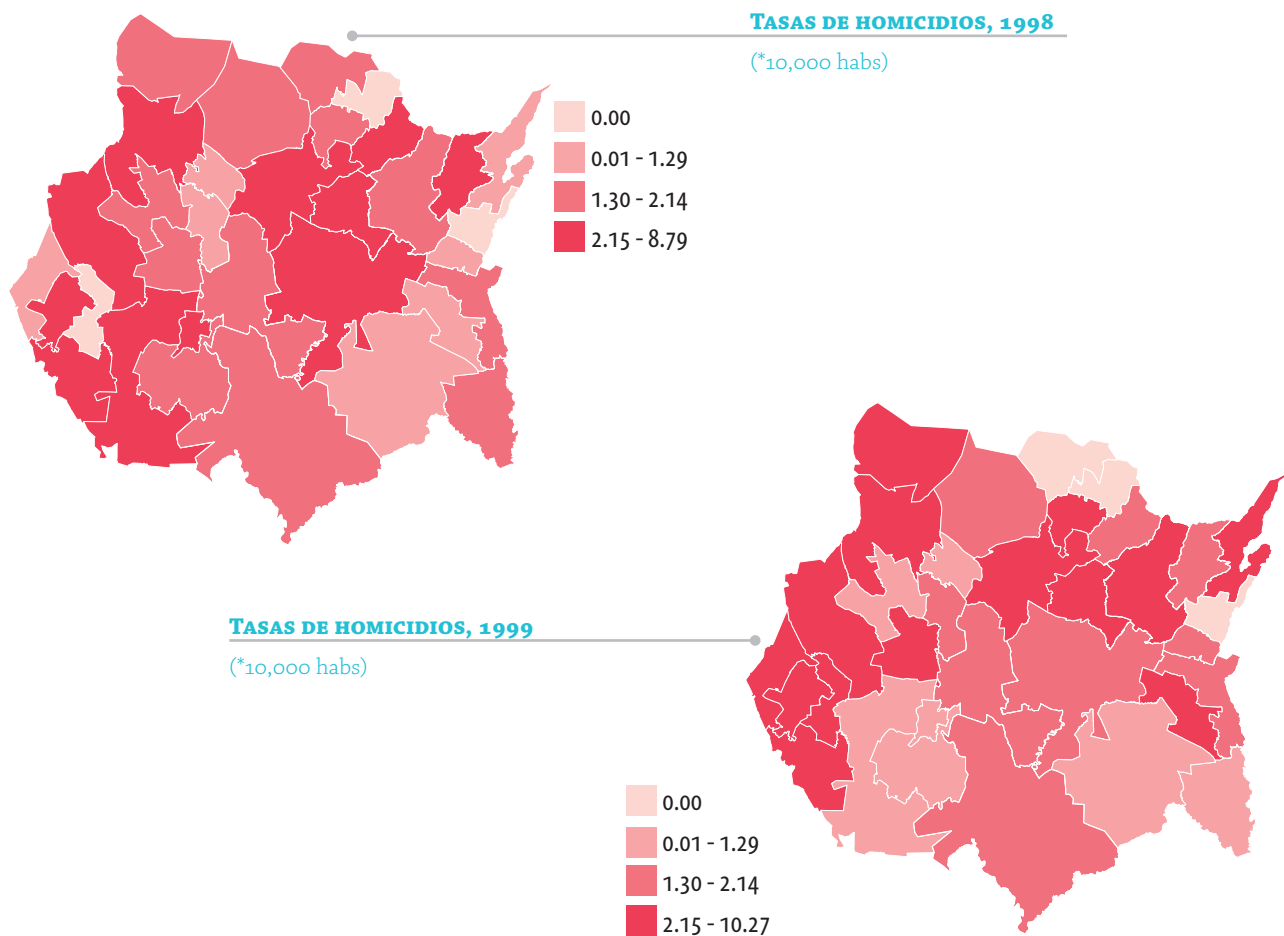 TASAS DE HOMICIDIOS, 1998
(*10,000 habs)
0.00
0.01 - 1.29
1.30 - 2.14
2.15 - 8.79
TASAS DE HOMICIDIOS, 1999
(*10,000 habs)
0.00
0.01 - 1.29
1.30 - 2.14
2.15 - 10.27